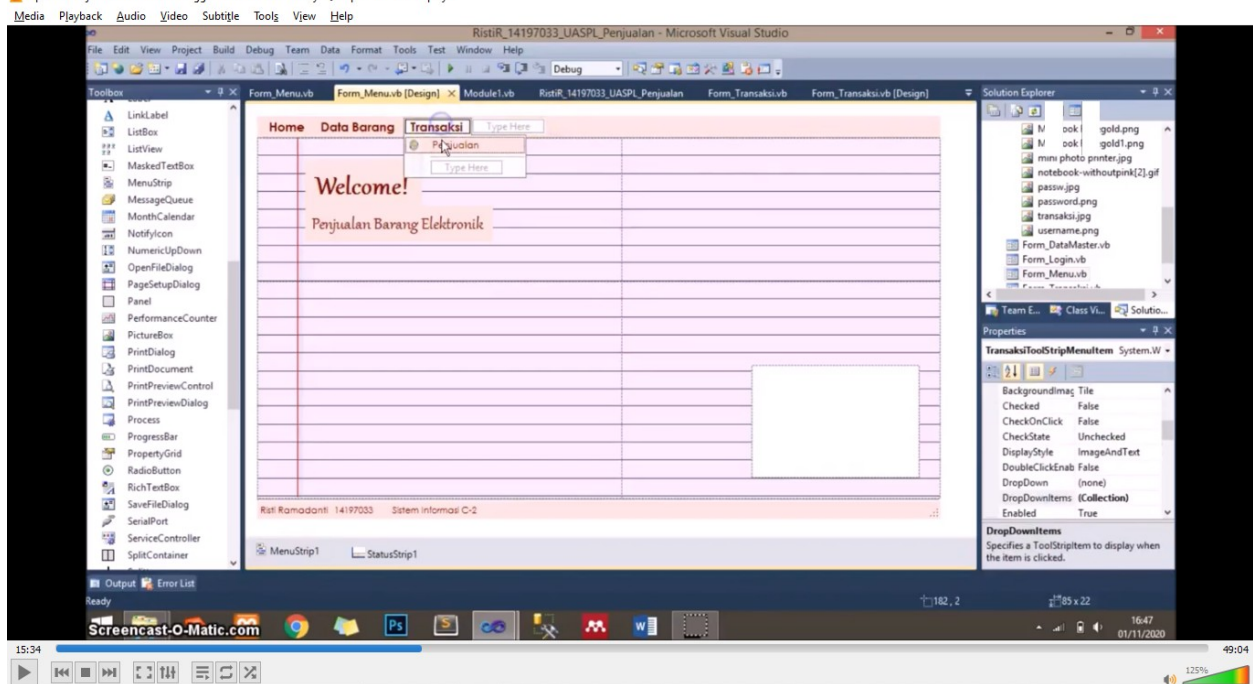 Media Playback Audio Video Subtitle Tools View Help
RistiR_14197033_UASPL_Penjualan - Microsoft Visual Studio
File Edit View Project Build Debug Team Data Format Tools Test Window Help
Debug
Toolbox
Form_Menu.vb Form_Menu.vb [Design] Module1.vb RistiR_14197033_UASPL_Penjualan Form_Transaksi.vb Form_Transaksi.vb [Design]
Solution Explorer
LinkLabel
ListBox
ListView
MaskedTextBox
MenuStrip
MessageQueue
MonthCalendar
NotifyIcon
NumericUpDown
OpenFileDialog
PageSetupDialog
Panel
PerformanceCounter
PictureBox
PrintDialog
PrintDocument
PrintPreviewControl
PrintPreviewDialog
Process
ProgressBar
PropertyGrid
RadioButton
RichTextBox
SaveFileDialog
SerialPort
ServiceController
SplitContainer
Home Data Barang Transaksi Type Here
Penjualan
Type Here
Welcome!
Penjualan Barang Elektronik
Risti Ramadanti 14197033 Sistem Informasi C-2
MenuStrip1 StatusStrip1
gold.png
gold1.png
mini photo printer.jpg
notebook-withoutpink[2].gif
passw.jpg
password.png
transaksi.jpg
username.png
Form_DataMaster.vb
Form_Login.vb
Form_Menu.vb
Team E... Class Vi... Solutio...
Properties
TransaksiToolStripMenuItem System.W
BackgroundImag Tile
Checked False
CheckOnClick False
CheckState Unchecked
DisplayStyle ImageAndText
DoubleClickEnab False
DropDown (none)
DropDownItems (Collection)
Enabled True
DropDownItems
Specifies a ToolStripItem to display when
the item is clicked.
Output Error List
Ready 182 , 2 85 x 22
Screencast-O-Matic.com
Ps
S
W
16:47
01/11/2020
15:34 49:04
125%